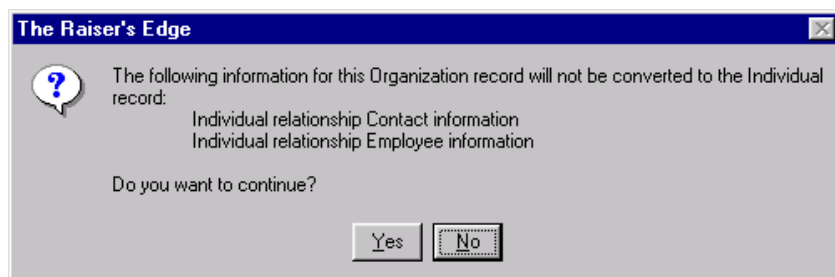 The Raiser's Edge
The following information for this Organization record will not be converted to the Individual
record:
Individual relationship Contact information
Individual relationship Employee information
Do you want to continue?
Yes
No